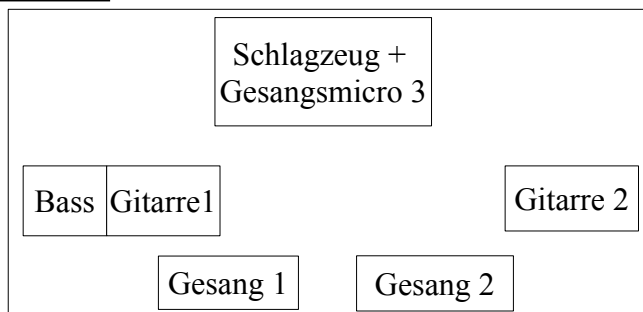 Schlagzeug +
Gesangsmicro 3
Bass Gitarre1 Gitarre 2
Gesang 1 Gesang 2